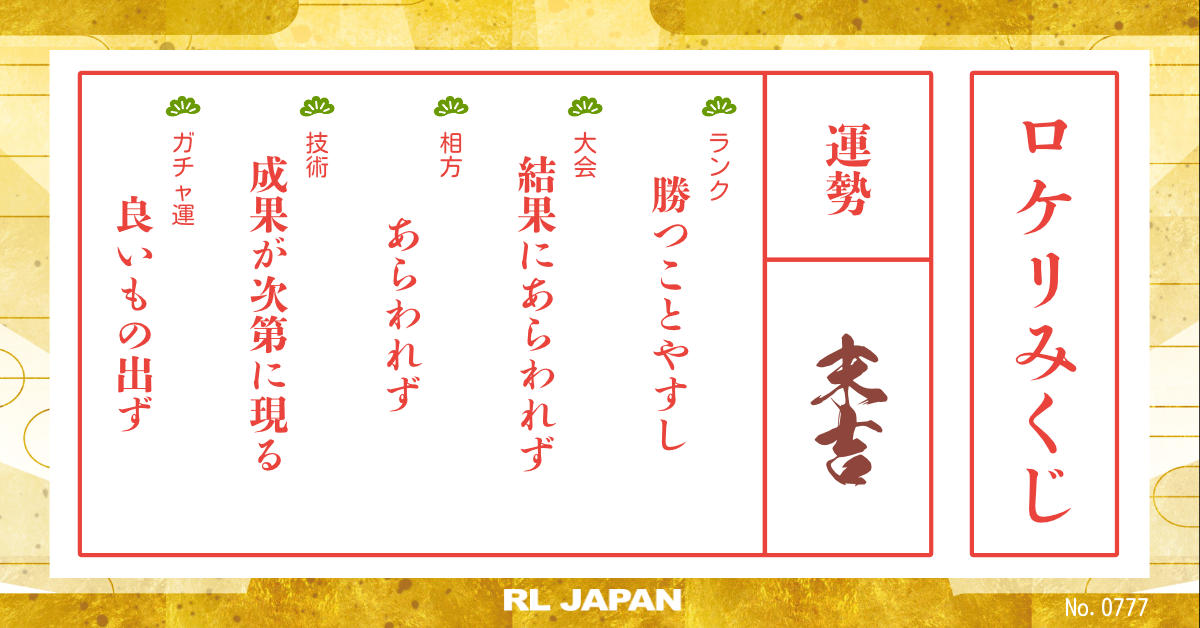 ロケリみくじ
運勢
末吉
ランク
勝つことやすし
大会
結果にあらわれず
相方
あらわれず
技術
成果が次第に現る
ガチャ運
良いもの出ず
RL JAPAN
No. 0777